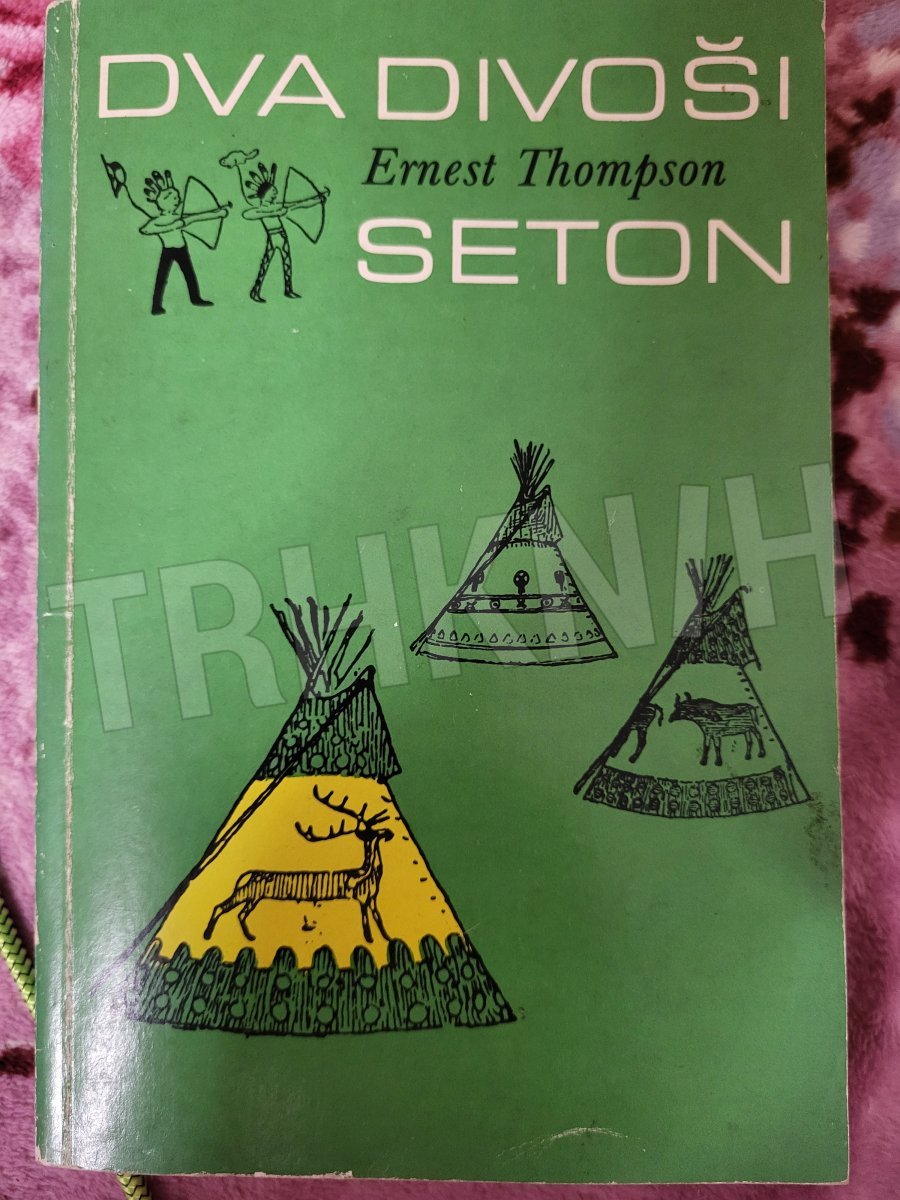 DVA DIVOŠI
Ernest Thompson
SETON
TRHKNIH